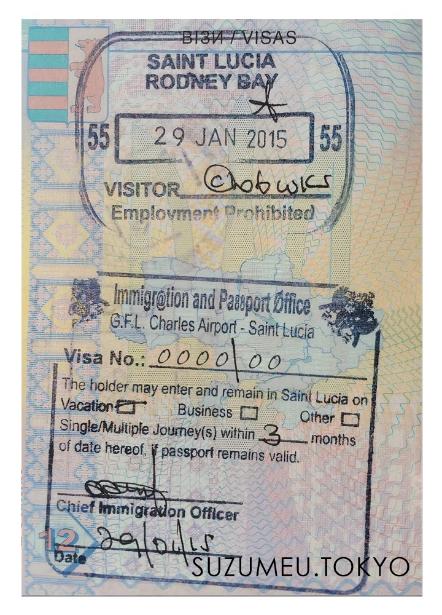 ВІЗИ / VISAS
SAINT LUCIA
RODNEY BAY
55 29 JAN 2015 55
VISITOR
Employment Prohibited
Immigration and Passport Office
G.F.L. Charles Airport - Saint Lucia
Visa No.: 0000/00
The holder may enter and remain in Saint Lucia on
Vacation Business Other
Single/Multiple Journey(s) within 3 months
of date hereof, if passport remains valid.
Chief Immigration Officer
12
Date 29/01/15
SUZUMEU.TOKYO